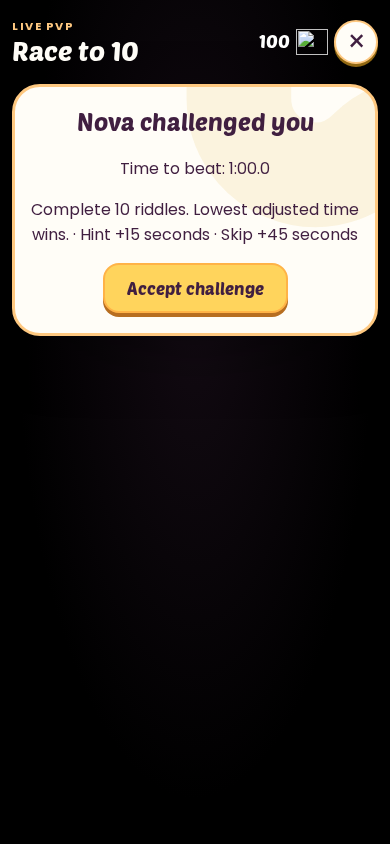 LIVE PVP
Race to 10
100
×
Nova challenged you
Time to beat: 1:00.0
Complete 10 riddles. Lowest adjusted time
wins. · Hint +15 seconds · Skip +45 seconds
Accept challenge